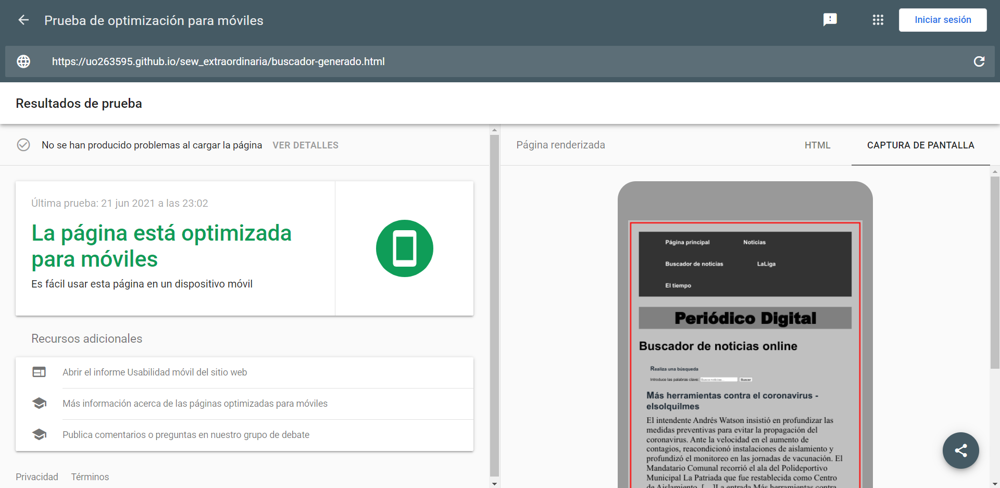 Prueba de optimización para móviles
Iniciar sesión
https://uo263595.github.io/sew_extraordinaria/buscador-generado.html
Resultados de prueba
No se han producido problemas al cargar la página VER DETALLES
Última prueba: 21 jun 2021 a las 23:02
La página está optimizada
para móviles
Es fácil usar esta página en un dispositivo móvil
Recursos adicionales
Abrir el informe Usabilidad móvil del sitio web
Más información acerca de las páginas optimizadas para móviles
Publica comentarios o preguntas en nuestro grupo de debate
Privacidad Términos
Página renderizada HTML CAPTURA DE PANTALLA
Página principal Noticias
Buscador de noticias LaLiga
El tiempo
Periódico Digital
Buscador de noticias online
Realiza una búsqueda
Introduce las palabras clave: Busca noticias... Buscar
Más herramientas contra el coronavirus -
elsolquilmes
El intendente Andrés Watson insistió en profundizar las
medidas preventivas para evitar la propagación del
coronavirus. Ante la velocidad en el aumento de
contagios, reacondicionó instalaciones de aislamiento y
profundizó el monitoreo en las jornadas de vacunación. El
Mandatario Comunal recorrió el ala del Polideportivo
Municipal La Patriada que fue restablecida como Centro
de Aislamiento. […]La entrada Más herramientas contra